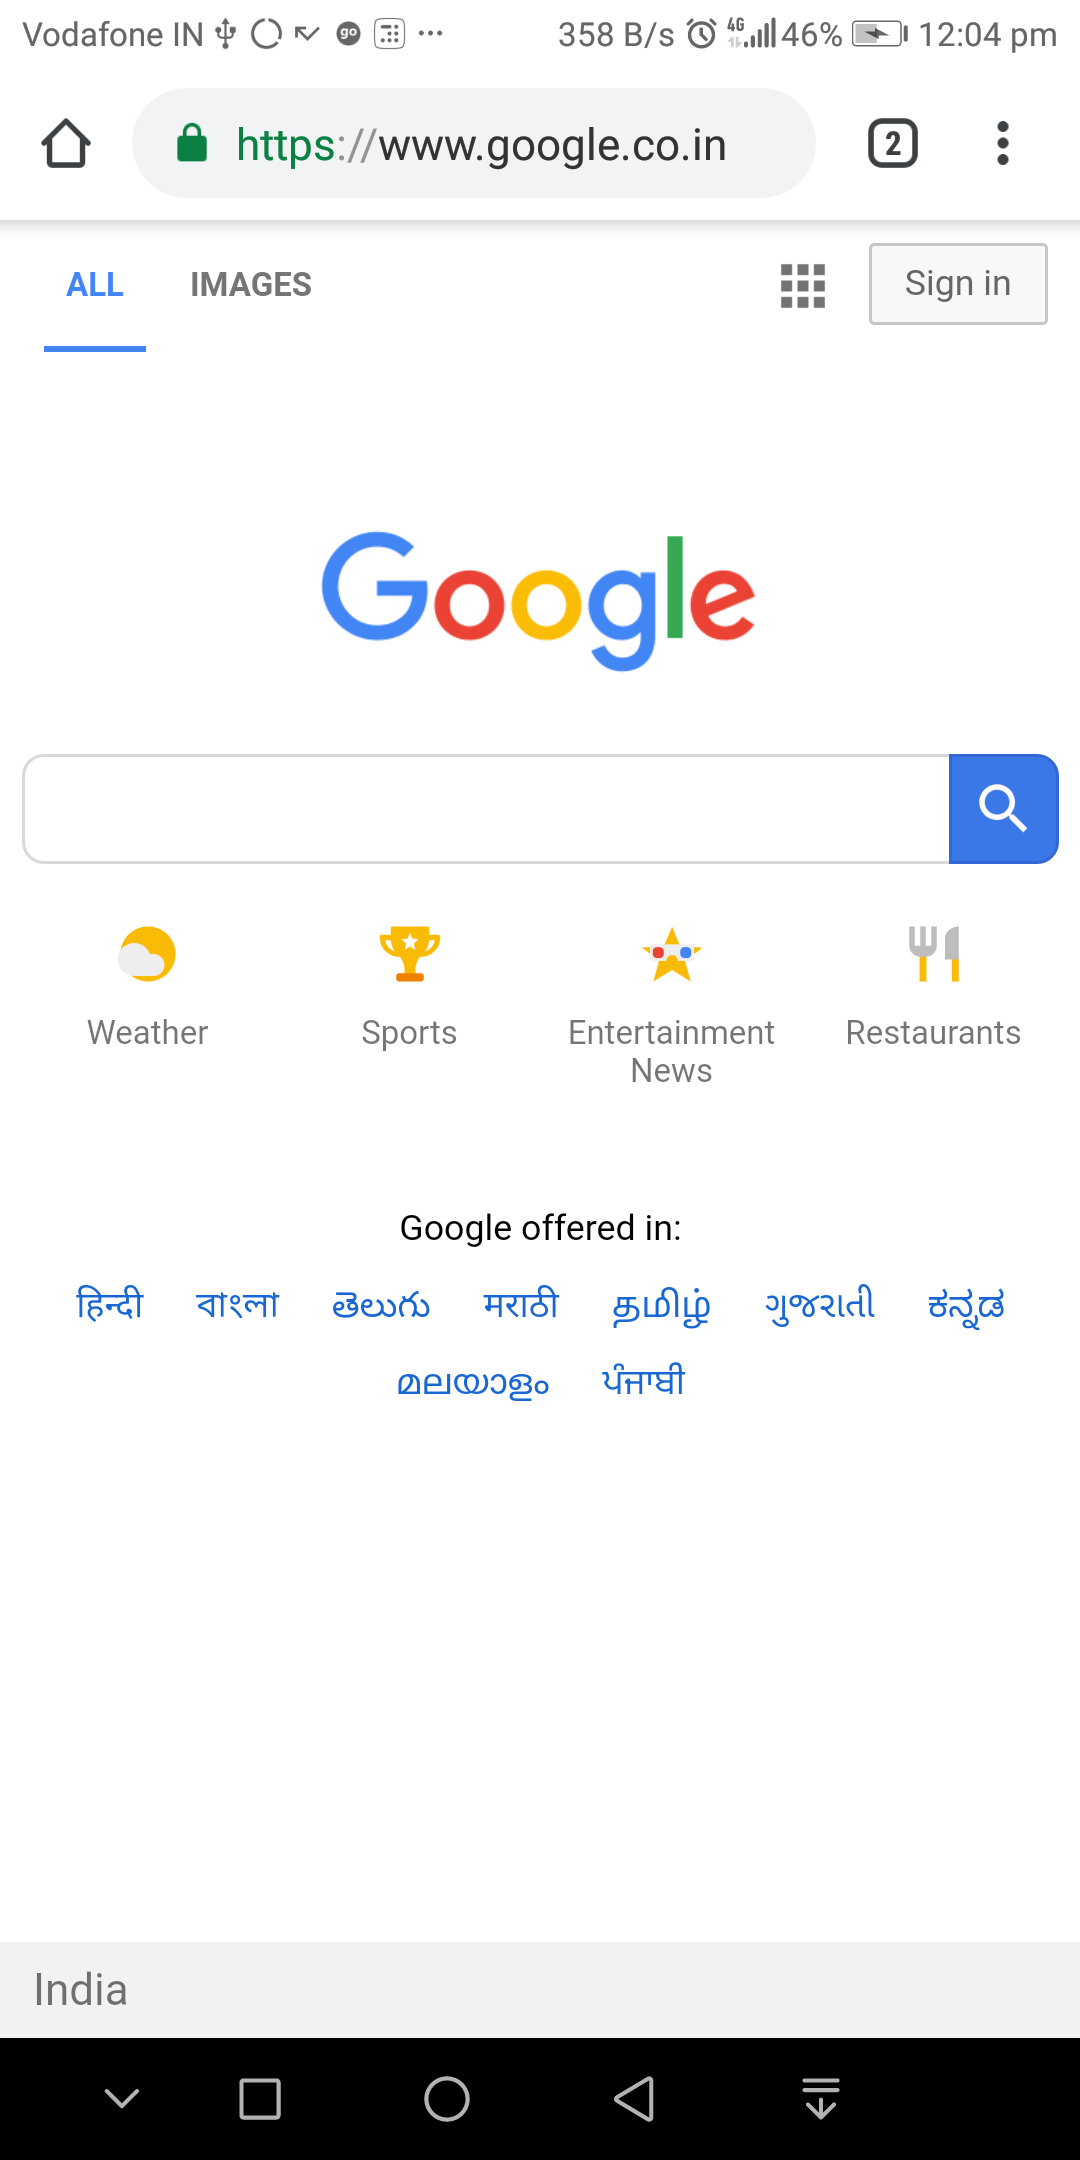 Vodafone IN go 358 B/s 4G 46% 12:04 pm
https://www.google.co.in 2
ALL IMAGES Sign in
Google
Weather Sports Entertainment News Restaurants
Google offered in:
हिन्दी বাংলা తెలుగు मराठी தமிழ் ગુજરાતી ಕನ್ನಡ
മലയാളം ਪੰਜਾਬੀ
India